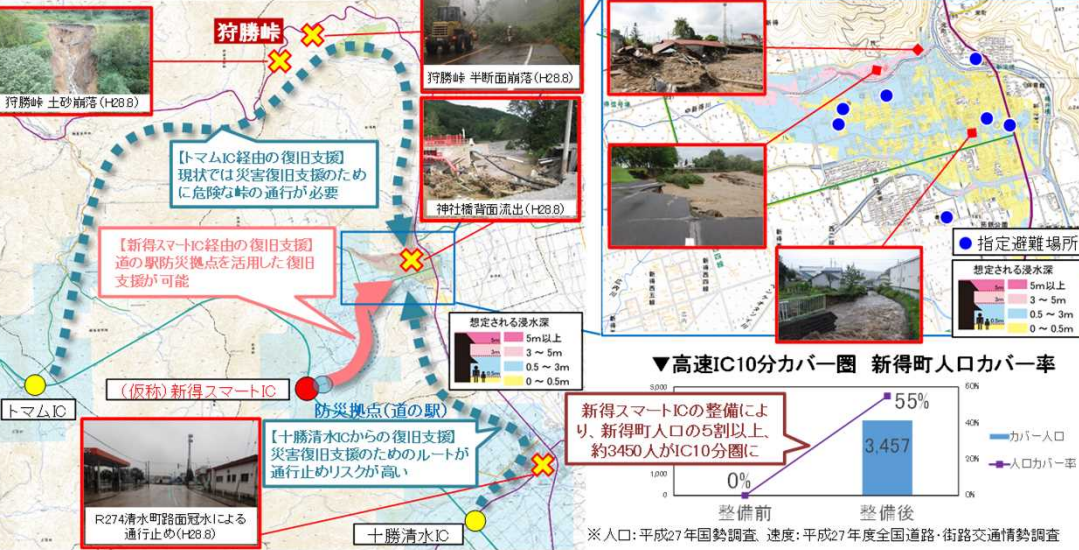 狩勝峠
狩勝峠 土砂崩落(H28.8)
狩勝峠 半断面崩落(H28.8)
神社橋背面流出(H28.8)
【トマムIC経由の復旧支援】
現状では災害復旧支援のため
に危険な峠の通行が必要
【新得スマートIC経由の復旧支援】
道の駅防災拠点を活用した復旧
支援が可能
想定される浸水深
5m
5m以上
3m
3 ~ 5m
0.5 ~ 3m
0.5m
0 ~ 0.5m
トマムIC
(仮称)新得スマートIC
防災拠点(道の駅)
【十勝清水ICからの復旧支援】
災害復旧支援のためのルートが
通行止めリスクが高い
R274清水町路面冠水による
通行止め(H28.8)
十勝清水IC
指定避難場所
想定される浸水深
5m
5m以上
3m
3 ~ 5m
0.5 ~ 3m
0.5m
0 ~ 0.5m
▼高速IC10分カバー圏 新得町人口カバー率
新得スマートICの整備によ
り、新得町人口の5割以上、
約3450人がIC10分圏に
3,000
1,000
0
60%
40%
20%
0%
0%
55%
3,457
整備前
整備後
カバー人口
人口カバー率
※人口:平成27年国勢調査、速度:平成27年度全国道路・街路交通情勢調査